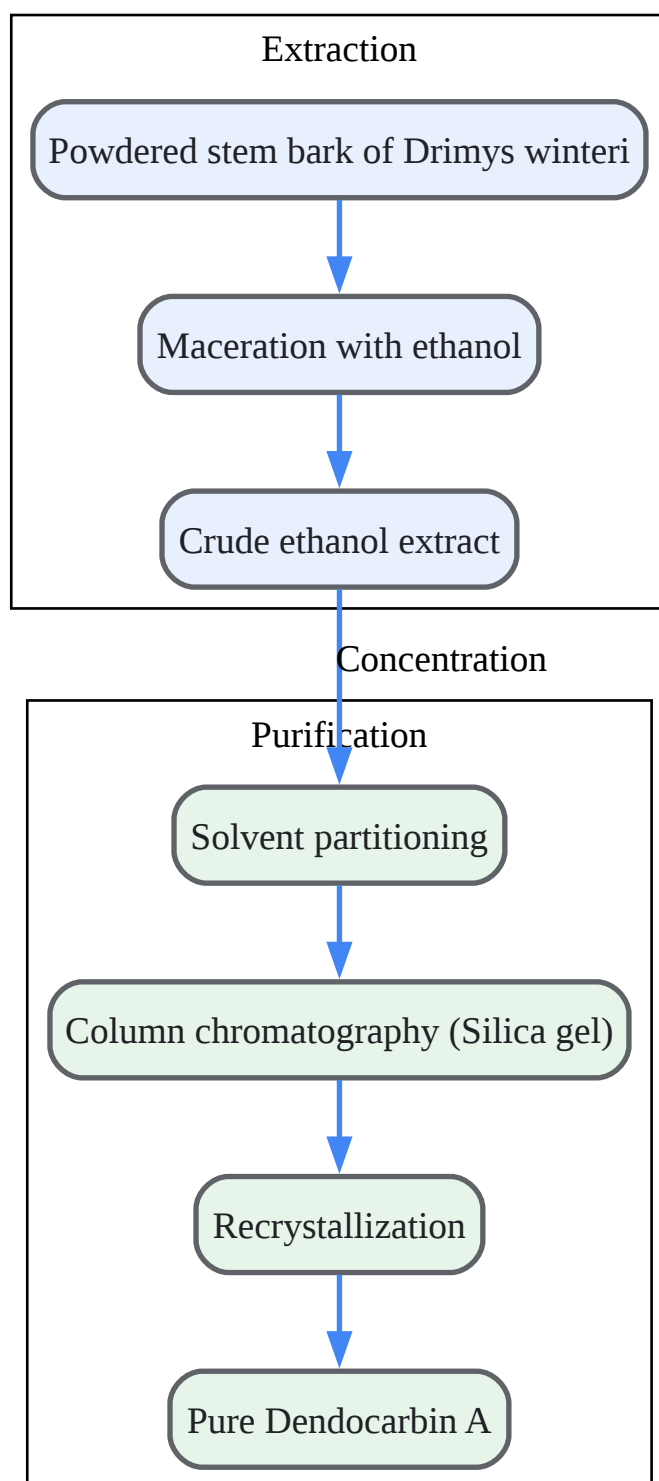 Extraction
Powdered stem bark of Drimys winteri
Maceration with ethanol
Crude ethanol extract
Concentration
Purification
Solvent partitioning
Column chromatography (Silica gel)
Recrystallization
Pure Dendocarbin A